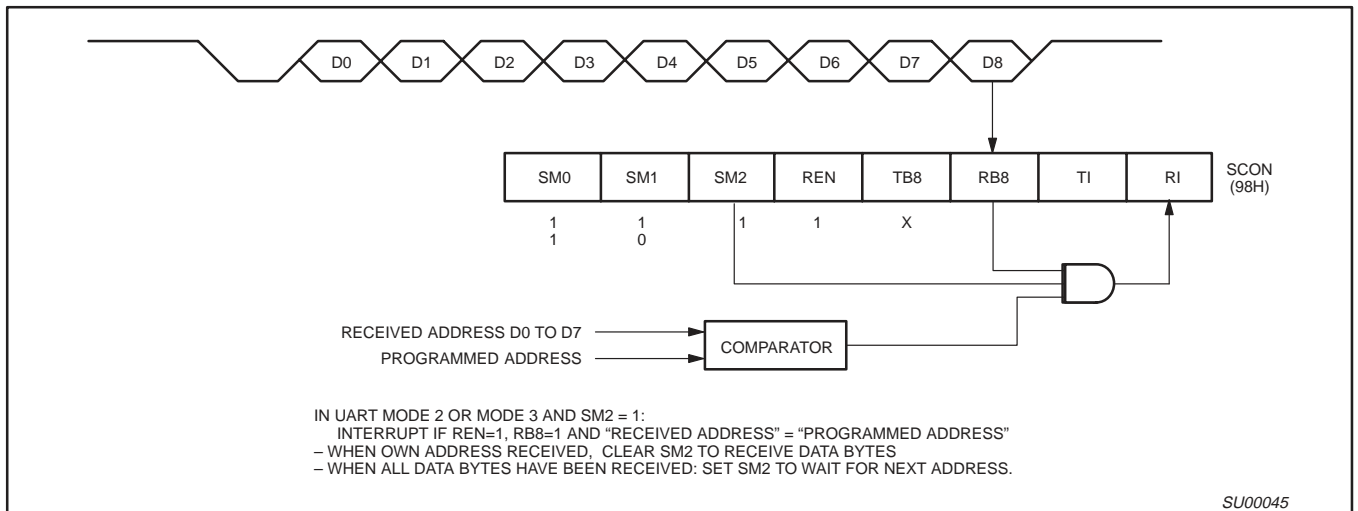 D0 D1 D2 D3 D4 D5 D6 D7 D8
SM0 SM1 SM2 REN TB8 RB8 TI RI
SCON
(98H)
1 1 1 1 X
1 0
RECEIVED ADDRESS D0 TO D7
PROGRAMMED ADDRESS
COMPARATOR
IN UART MODE 2 OR MODE 3 AND SM2 = 1:
INTERRUPT IF REN=1, RB8=1 AND “RECEIVED ADDRESS” = “PROGRAMMED ADDRESS”
– WHEN OWN ADDRESS RECEIVED, CLEAR SM2 TO RECEIVE DATA BYTES
– WHEN ALL DATA BYTES HAVE BEEN RECEIVED: SET SM2 TO WAIT FOR NEXT ADDRESS.
SU00045